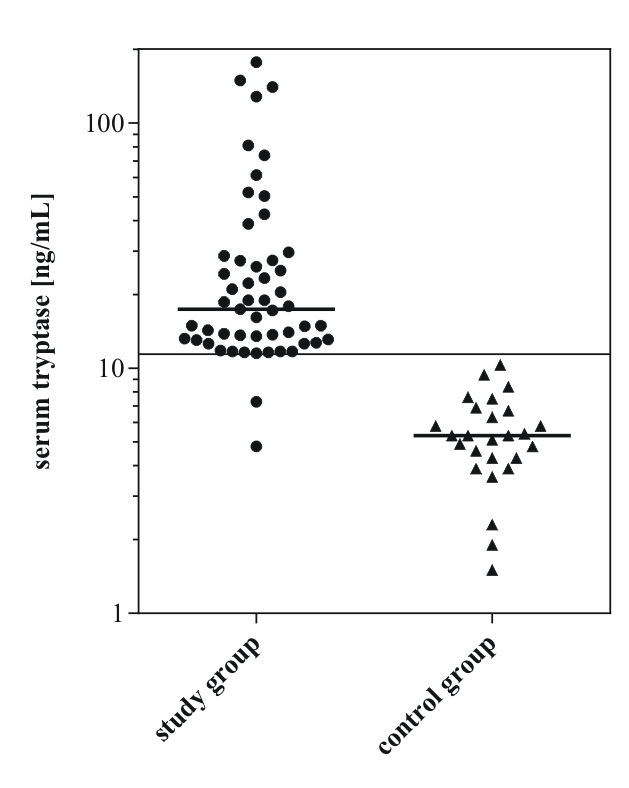 100
10
1
serum tryptase [ng/mL]
study group
control group